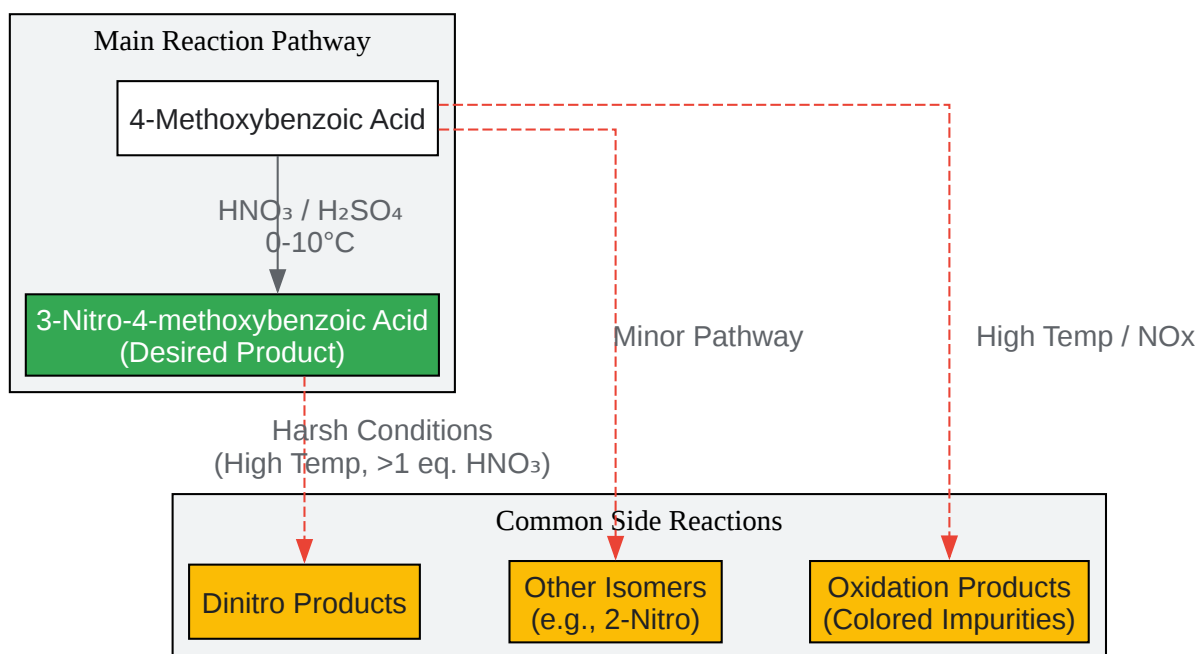 Main Reaction Pathway
4-Methoxybenzoic Acid
HNO₃ / H₂SO₄
0-10°C
3-Nitro-4-methoxybenzoic Acid
(Desired Product)
Minor Pathway
High Temp / NOx
Harsh Conditions
(High Temp, >1 eq. HNO₃)
Common Side Reactions
Dinitro Products
Other Isomers
(e.g., 2-Nitro)
Oxidation Products
(Colored Impurities)